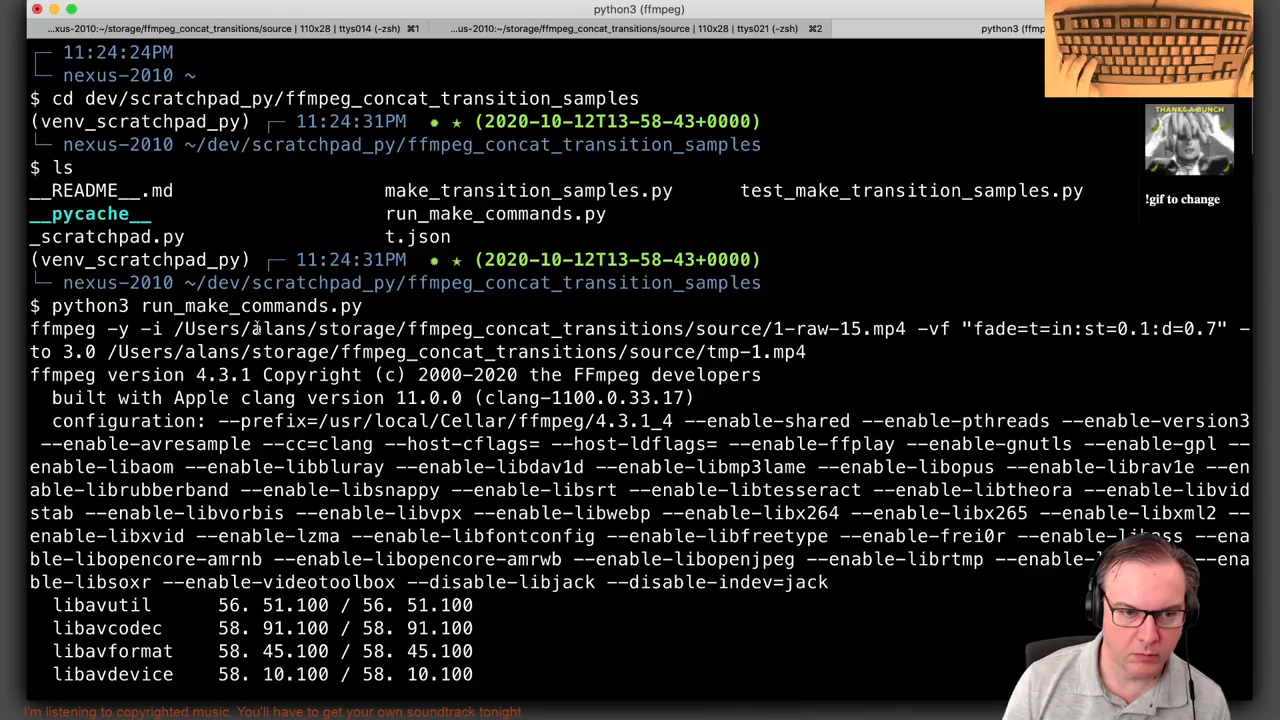 python3 (ffmpeg)
...xus-2010:~/storage/ffmpeg_concat_transitions/source | 110x28 | ttys014 (-zsh) ⌘1
...us-2010:~/storage/ffmpeg_concat_transitions/source | 110x28 | ttys021 (-zsh) ⌘2
python3 (ffm
11:24:24PM
nexus-2010 ~
$ cd dev/scratchpad_py/ffmpeg_concat_transition_samples
(venv_scratchpad_py) 11:24:31PM ● ★ (2020-10-12T13-58-43+0000)
nexus-2010 ~/dev/scratchpad_py/ffmpeg_concat_transition_samples
$ ls
__README__.md make_transition_samples.py test_make_transition_samples.py
__pycache__ run_make_commands.py
_scratchpad.py t.json
(venv_scratchpad_py) 11:24:31PM ● ★ (2020-10-12T13-58-43+0000)
nexus-2010 ~/dev/scratchpad_py/ffmpeg_concat_transition_samples
$ python3 run_make_commands.py
ffmpeg -y -i /Users/alans/storage/ffmpeg_concat_transitions/source/1-raw-15.mp4 -vf "fade=t=in:st=0.1:d=0.7" -
to 3.0 /Users/alans/storage/ffmpeg_concat_transitions/source/tmp-1.mp4
ffmpeg version 4.3.1 Copyright (c) 2000-2020 the FFmpeg developers
built with Apple clang version 11.0.0 (clang-1100.0.33.17)
configuration: --prefix=/usr/local/Cellar/ffmpeg/4.3.1_4 --enable-shared --enable-pthreads --enable-version3
--enable-avresample --cc=clang --host-cflags= --host-ldflags= --enable-ffplay --enable-gnutls --enable-gpl --
enable-libaom --enable-libbluray --enable-libdav1d --enable-libmp3lame --enable-libopus --enable-librav1e --en
able-librubberband --enable-libsnappy --enable-libsrt --enable-libtesseract --enable-libtheora --enable-libvid
stab --enable-libvorbis --enable-libvpx --enable-libwebp --enable-libx264 --enable-libx265 --enable-libxml2 --
enable-libxvid --enable-lzma --enable-libfontconfig --enable-libfreetype --enable-frei0r --enable-libass --ena
ble-libopencore-amrnb --enable-libopencore-amrwb --enable-libopenjpeg --enable-librtmp --enable-l --ena
ble-libsoxr --enable-videotoolbox --disable-libjack --disable-indev=jack
libavutil 56. 51.100 / 56. 51.100
libavcodec 58. 91.100 / 58. 91.100
libavformat 58. 45.100 / 58. 45.100
libavdevice 58. 10.100 / 58. 10.100
THANKS A BUNCH
!gif to change
I'm listening to copyrighted music. You'll have to get your own soundtrack tonight